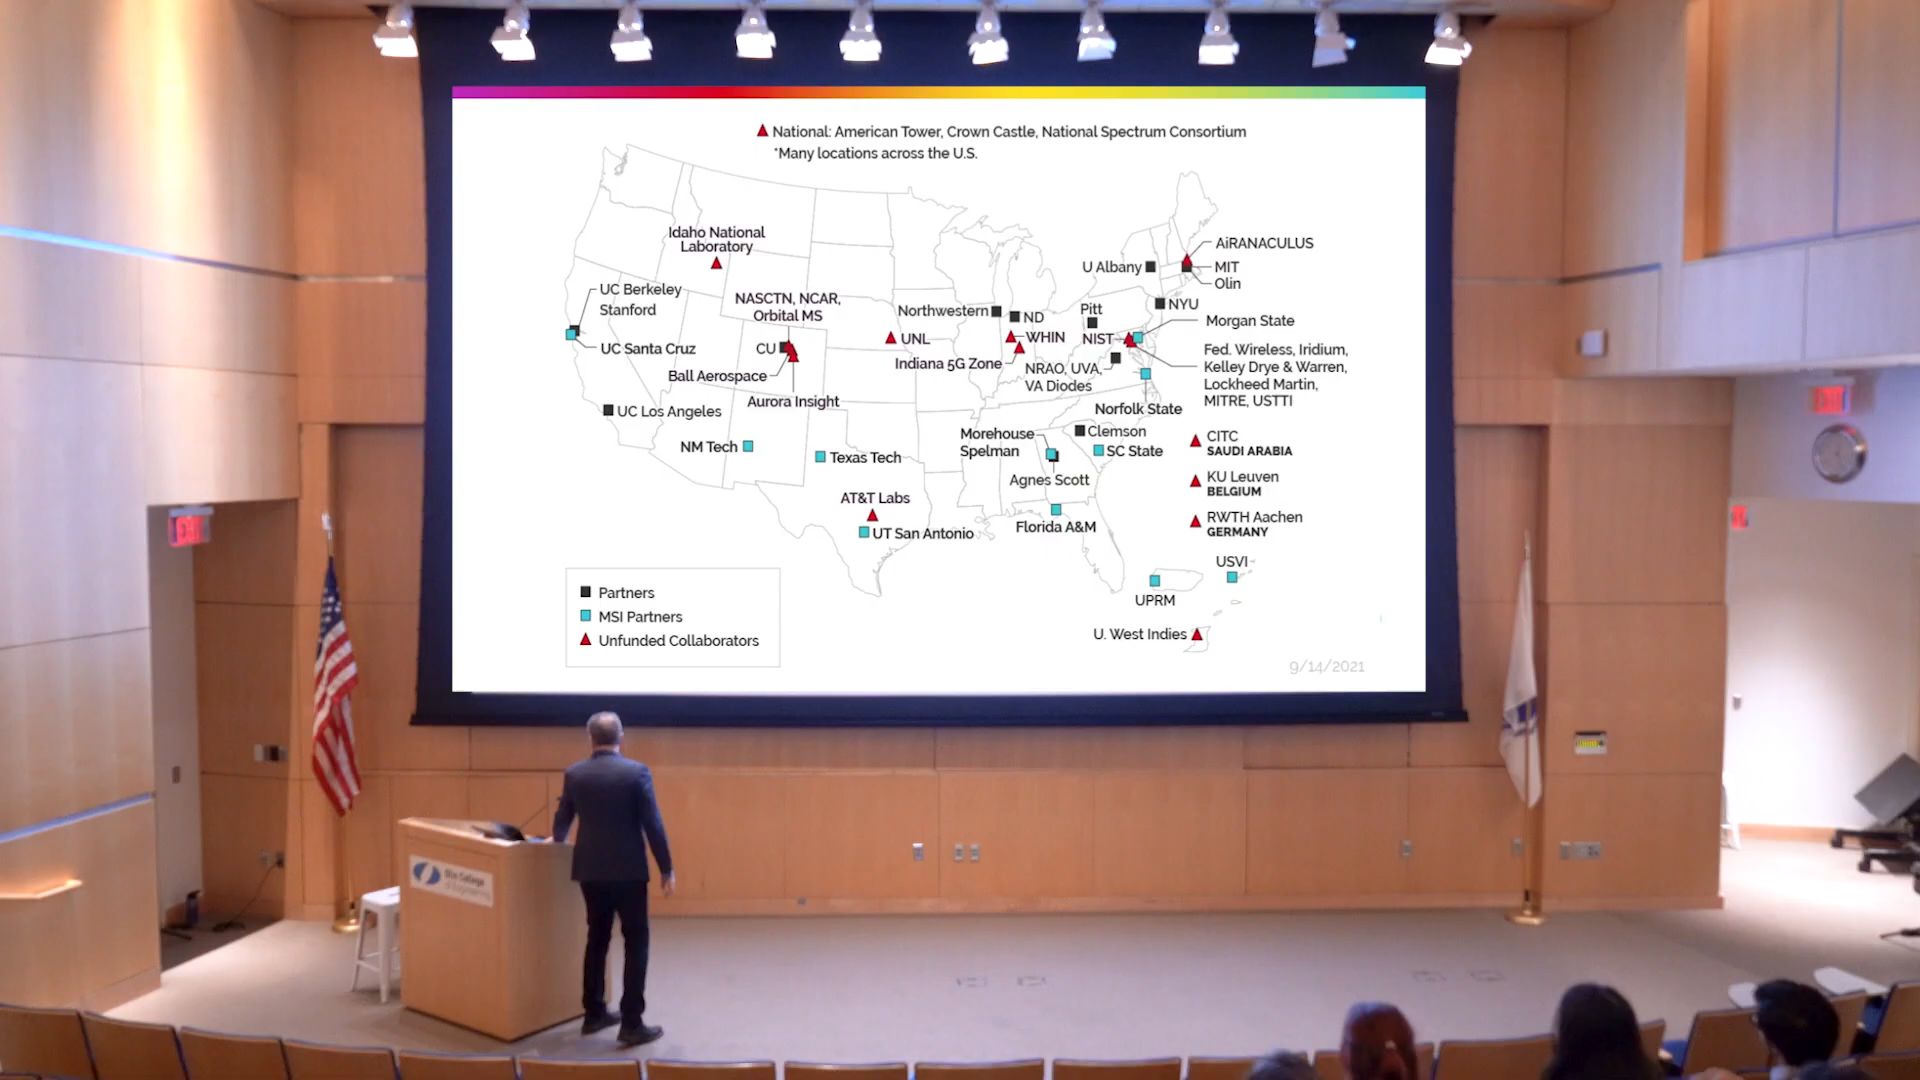 National: American Tower, Crown Castle, National Spectrum Consortium
*Many locations across the U.S.
Idaho National
Laboratory
AiRANACULUS
U Albany
MIT
Olin
UC Berkeley
Stanford
NASCTN, NCAR,
Orbital MS
Northwestern
ND
Pitt
NYU
Morgan State
UNL
WHIN
NIST
UC Santa Cruz
CU
Indiana 5G Zone
Fed. Wireless, Iridium,
Kelley Drye & Warren,
Lockheed Martin,
MITRE, USTTI
NRAO, UVA,
VA Diodes
Ball Aerospace
Aurora Insight
UC Los Angeles
Norfolk State
NM Tech
Texas Tech
Morehouse
Spelman
Clemson
SC State
CITC
SAUDI ARABIA
Agnes Scott
KU Leuven
BELGIUM
AT&T Labs
UT San Antonio
Florida A&M
RWTH Aachen
GERMANY
USVI
UPRM
U. West Indies
Partners
MSI Partners
Unfunded Collaborators
9/14/2021
EXIT
EXIT
Olin College
of Engineering